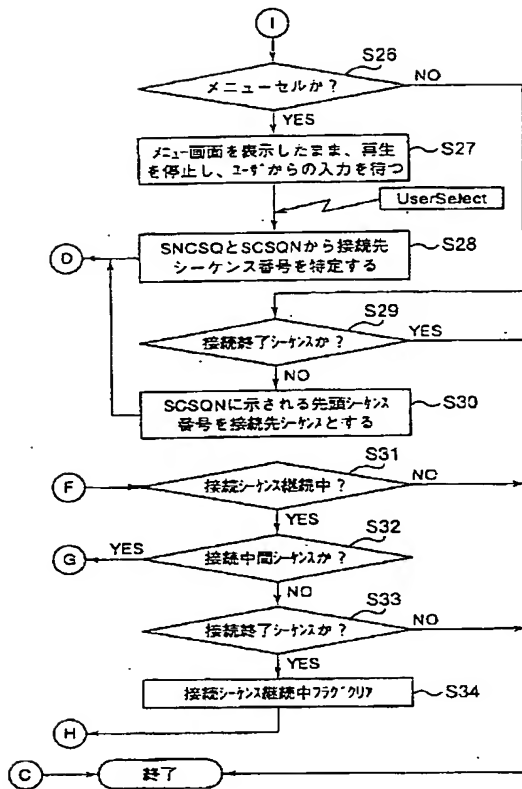 I
S26
メニューセルか？
NO
YES
メニュー画面を表示したまま、再生
を停止し、ユーザからの入力を待つ
S27
UserSelect
SNCSQとSCSQNから接続先
シーケンス番号を特定する
S28
D
S29
接続終了シーケンスか？
YES
NO
SCSQNに示される先頭シーケンス
番号を接続先シーケンスとする
S30
S31
F
接続シーケンス継続中？
NO
YES
S32
G
YES
接続中間シーケンスか？
NO
S33
接続終了シーケンスか？
NO
YES
接続シーケンス継続中フラグクリア
S34
H
C
終了